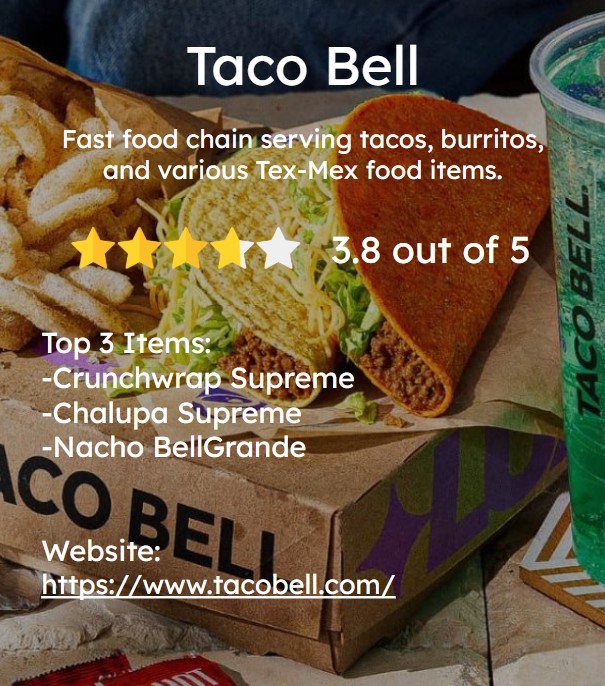 Taco Bell
Fast food chain serving tacos, burritos,
and various Tex-Mex food items.
3.8 out of 5
Top 3 Items:
-Crunchwrap Supreme
-Chalupa Supreme
-Nacho BellGrande
Website:
https://www.tacobell.com/
TACO BELL.
ACO BELL